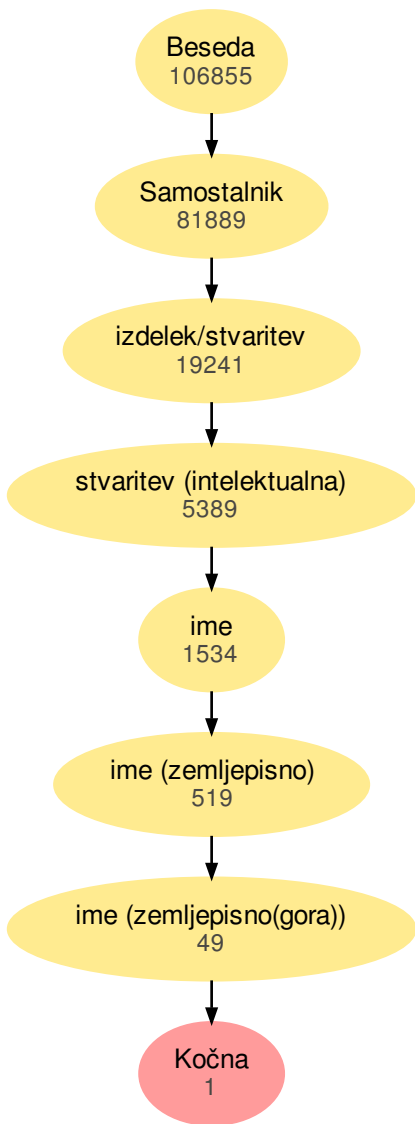 Beseda
106855
Samostalnik
81889
izdelek/stvaritev
19241
stvaritev (intelektualna)
5389
ime
1534
ime (zemljepisno)
519
ime (zemljepisno(gora))
49
Kočna
1